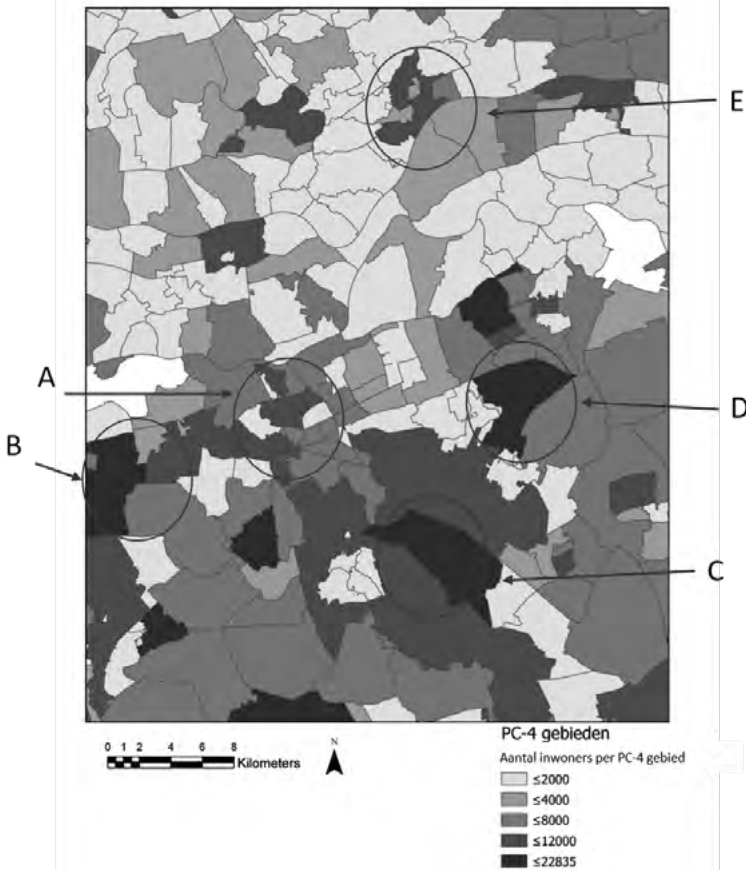 E
A
D
B
C
0 1 2 4 6 8
Kilometers
N
PC-4 gebieden
Aantal inwoners per PC-4 gebied
≤2000
≤4000
≤8000
≤12000
≤22835